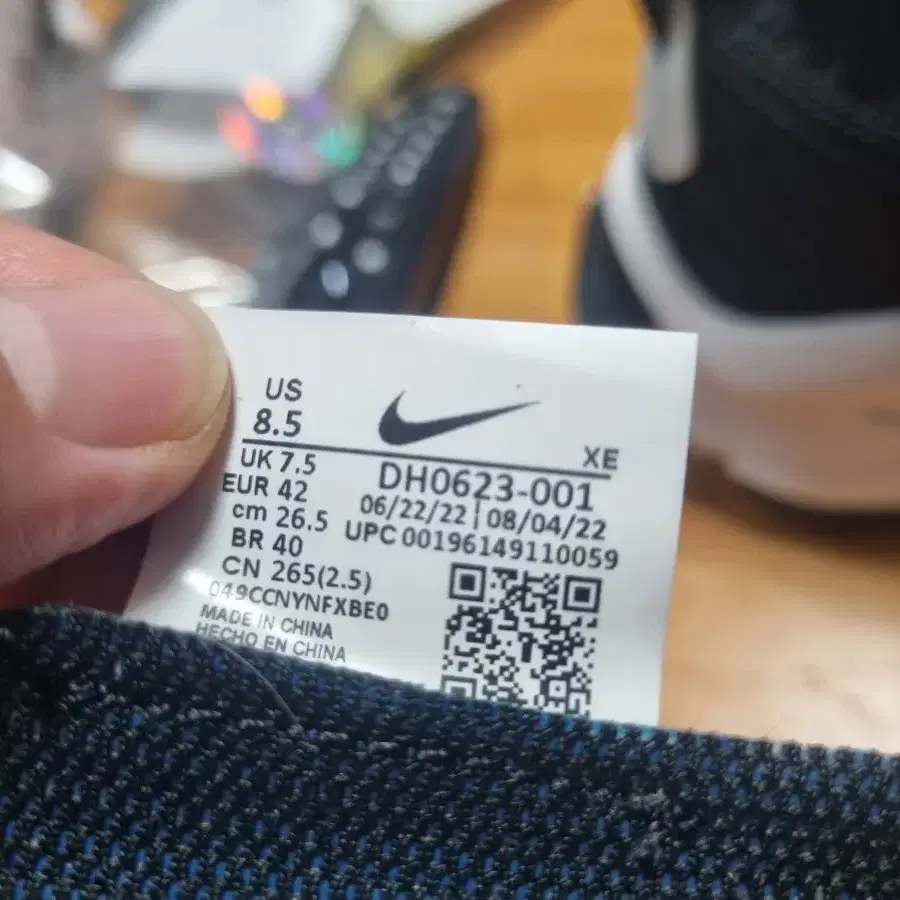 US
8.5
XE
UK 7.5
EUR 42
cm 26.5
BR 40
CN 265(2.5)
049CCNYNFXBE0
MADE IN CHINA
HECHO EN CHINA
DH0623-001
06/22/22 | 08/04/22
UPC 00196149110059